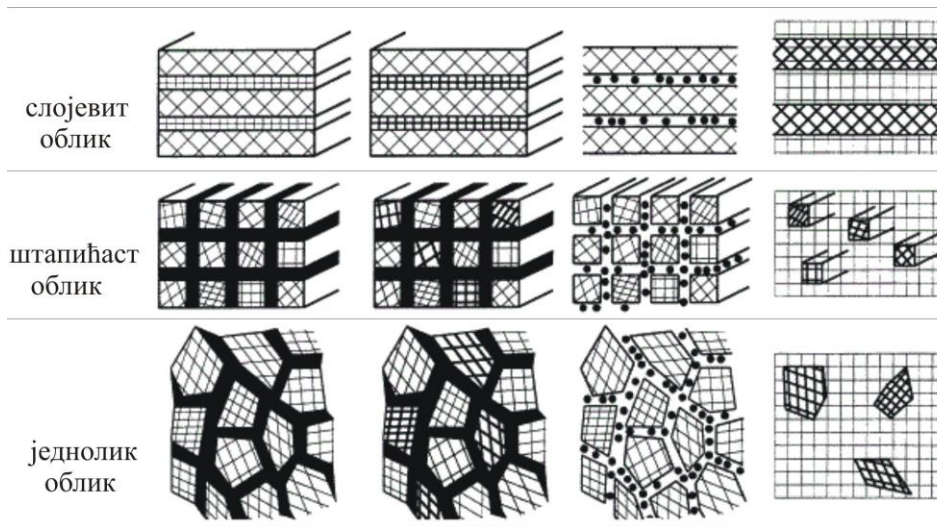 слојевит
облик
штапићаст
облик
једнолик
облик